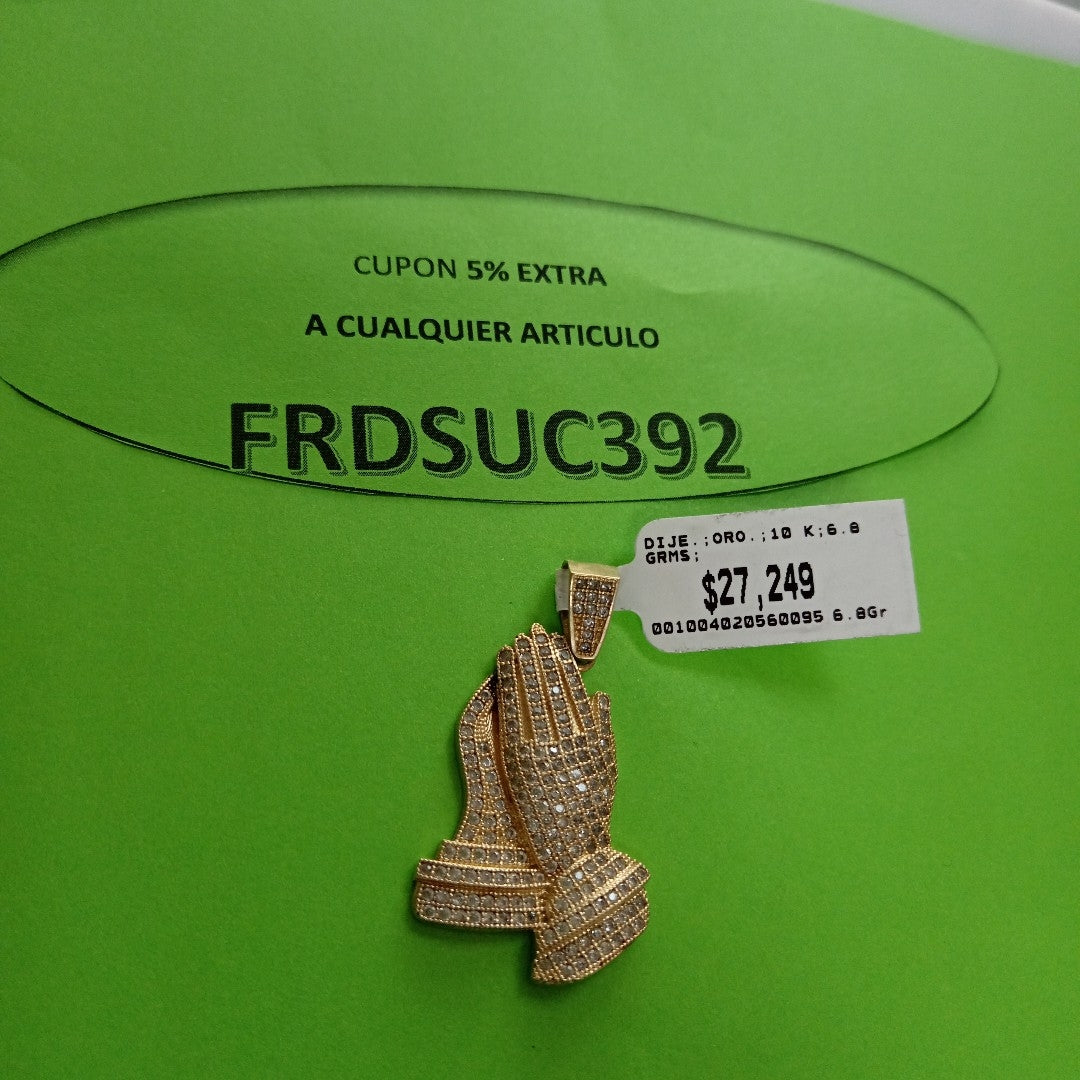 CUPON 5% EXTRA
A CUALQUIER ARTICULO
FRDSUC392
DIJE.;ORO.;10 K;6.8
GRMS;
$27,249
001004020560095 6.8Gr